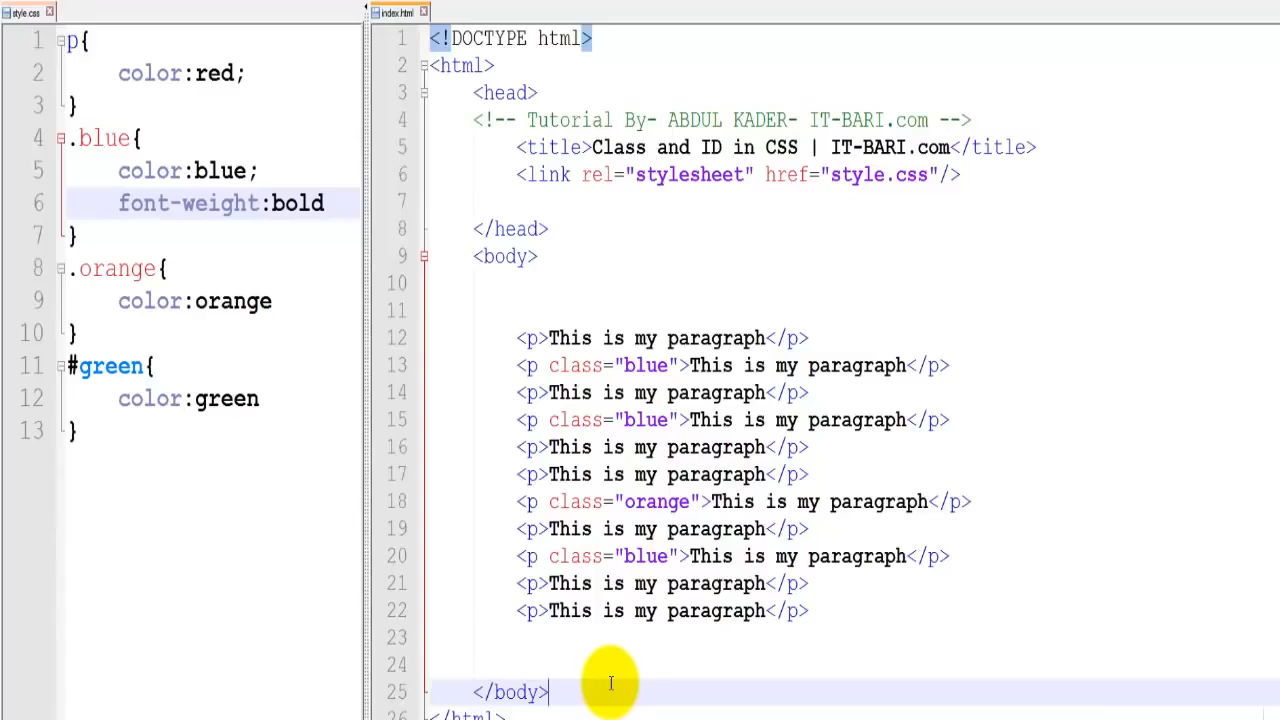 style.css
1 p{
2 color:red;
3 }
4 .blue{
5 color:blue;
6 font-weight:bold
7 }
8 .orange{
9 color:orange
10 }
11 #green{
12 color:green
13 }
index.html
1 <!DOCTYPE html>
2 <html>
3 <head>
4 <!-- Tutorial By- ABDUL KADER- IT-BARI.com -->
5 <title>Class and ID in CSS | IT-BARI.com</title>
6 <link rel="stylesheet" href="style.css"/>
7
8 </head>
9 <body>
10
11
12 <p>This is my paragraph</p>
13 <p class="blue">This is my paragraph</p>
14 <p>This is my paragraph</p>
15 <p class="blue">This is my paragraph</p>
16 <p>This is my paragraph</p>
17 <p>This is my paragraph</p>
18 <p class="orange">This is my paragraph</p>
19 <p>This is my paragraph</p>
20 <p class="blue">This is my paragraph</p>
21 <p>This is my paragraph</p>
22 <p>This is my paragraph</p>
23
24
25 </body>
26 </html>